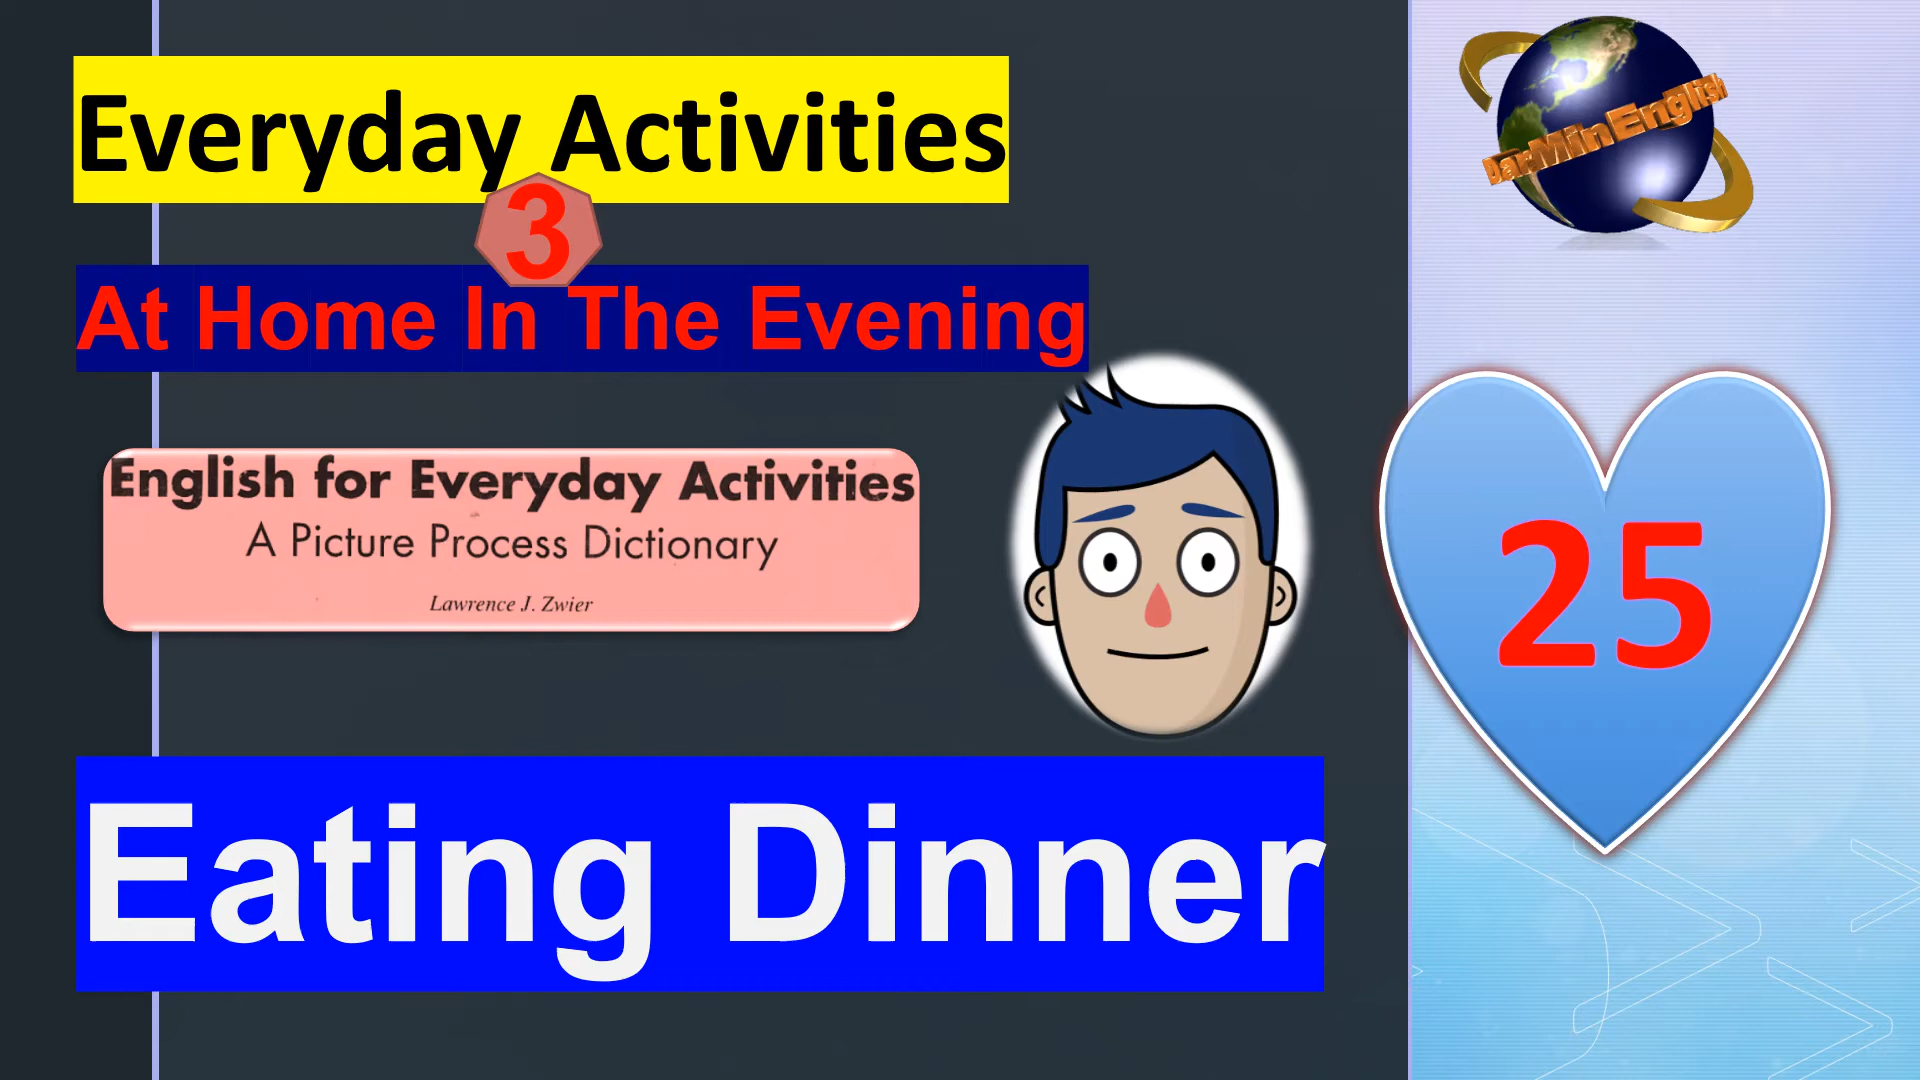 Everyday Activities
3
At Home In The Evening
English for Everyday Activities
A Picture Process Dictionary
Lawrence J. Zwier
Eating Dinner
DarMinEnglish
25